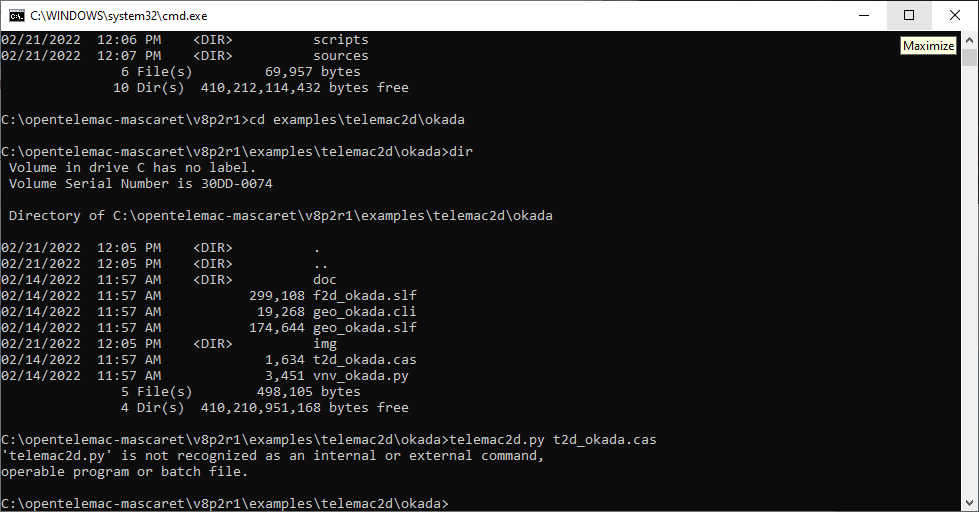 C:\WINDOWS\system32\cmd.exe
Maximize
02/21/2022  12:06 PM    <DIR>          scripts
02/21/2022  12:07 PM    <DIR>          sources
               6 File(s)         69,957 bytes
              10 Dir(s)  410,212,114,432 bytes free
C:\opentelemac-mascaret\v8p2r1>cd examples\telemac2d\okada
C:\opentelemac-mascaret\v8p2r1\examples\telemac2d\okada>dir
 Volume in drive C has no label.
 Volume Serial Number is 30DD-0074
 Directory of C:\opentelemac-mascaret\v8p2r1\examples\telemac2d\okada
02/21/2022  12:05 PM    <DIR>          .
02/21/2022  12:05 PM    <DIR>          ..
02/14/2022  11:57 AM    <DIR>          doc
02/14/2022  11:57 AM           299,108 f2d_okada.slf
02/14/2022  11:57 AM            19,268 geo_okada.cli
02/14/2022  11:57 AM           174,644 geo_okada.slf
02/21/2022  12:05 PM    <DIR>          img
02/14/2022  11:57 AM             1,634 t2d_okada.cas
02/14/2022  11:57 AM             3,451 vnv_okada.py
               5 File(s)        498,105 bytes
               4 Dir(s)  410,210,951,168 bytes free
C:\opentelemac-mascaret\v8p2r1\examples\telemac2d\okada>telemac2d.py t2d_okada.cas
'telemac2d.py' is not recognized as an internal or external command,
operable program or batch file.
C:\opentelemac-mascaret\v8p2r1\examples\telemac2d\okada>